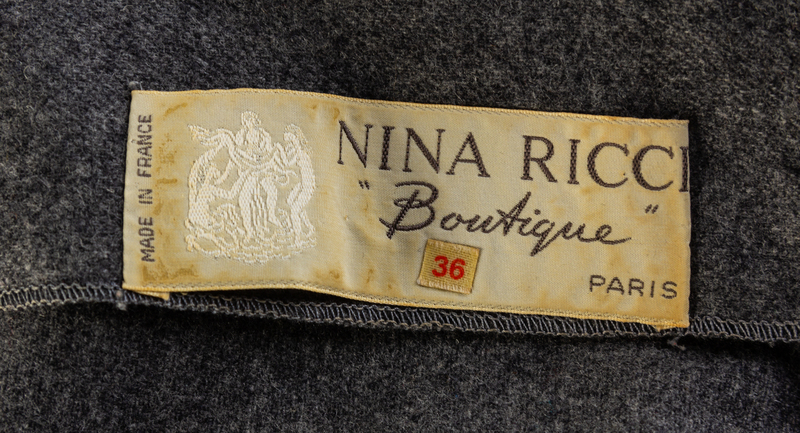 MADE IN FRANCE
NINA RICCI
"Boutique"
36
PARIS